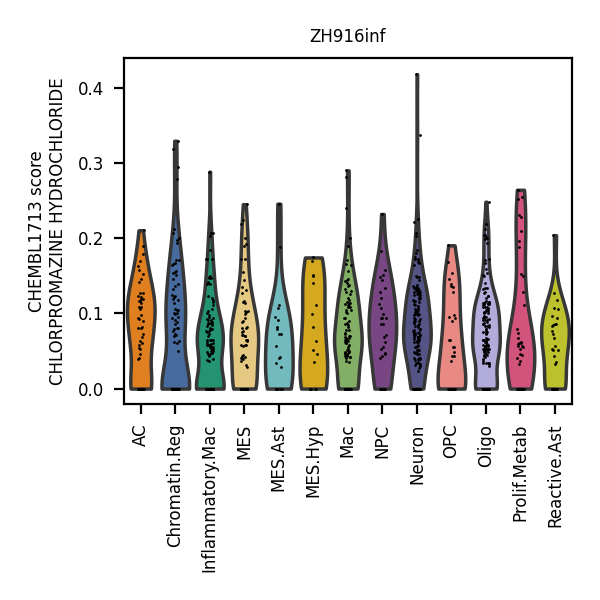 ZH916inf
CHEMBL1713 score
CHLORPROMAZINE HYDROCHLORIDE
0.4
0.3
0.2
0.1
0.0
AC
Chromatin.Reg
Inflammatory.Mac
MES
MES.Ast
MES.Hyp
Mac
NPC
Neuron
OPC
Oligo
Prolif.Metab
Reactive.Ast